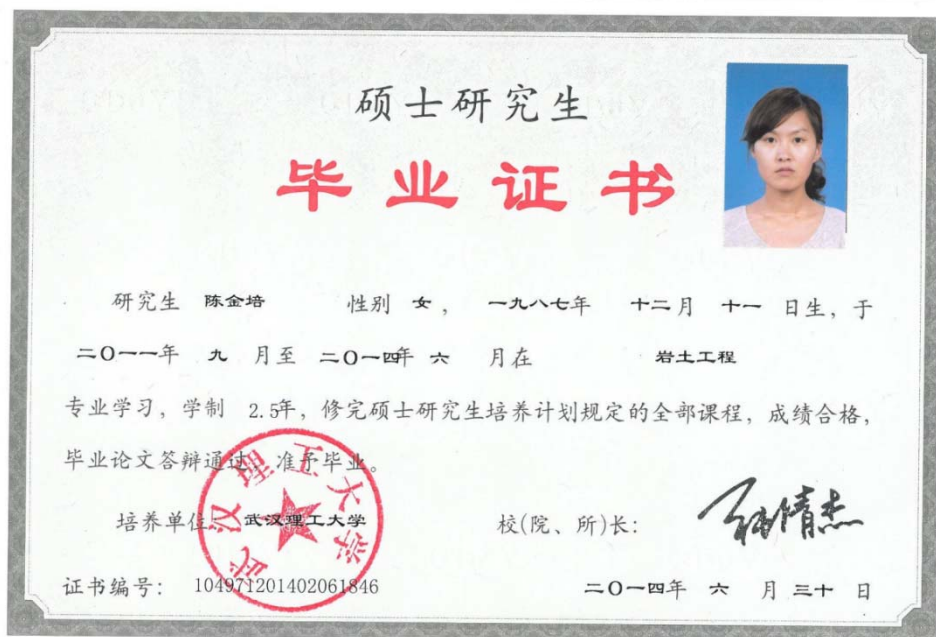 硕士研究生
毕业证书
研究生 陈金培 性别 女， 一九八七年 十二月 十一 日生，于
二〇一一年 九 月至 二〇一四年 六 月在 岩土工程
专业学习，学制 2.5年，修完硕士研究生培养计划规定的全部课程，成绩合格，
毕业论文答辩通过，准予毕业。
武汉理工大学
培养单位 武汉理工大学 校(院、所)长：
证书编号： 104971201402061846 二〇一四年 六 月 三十 日